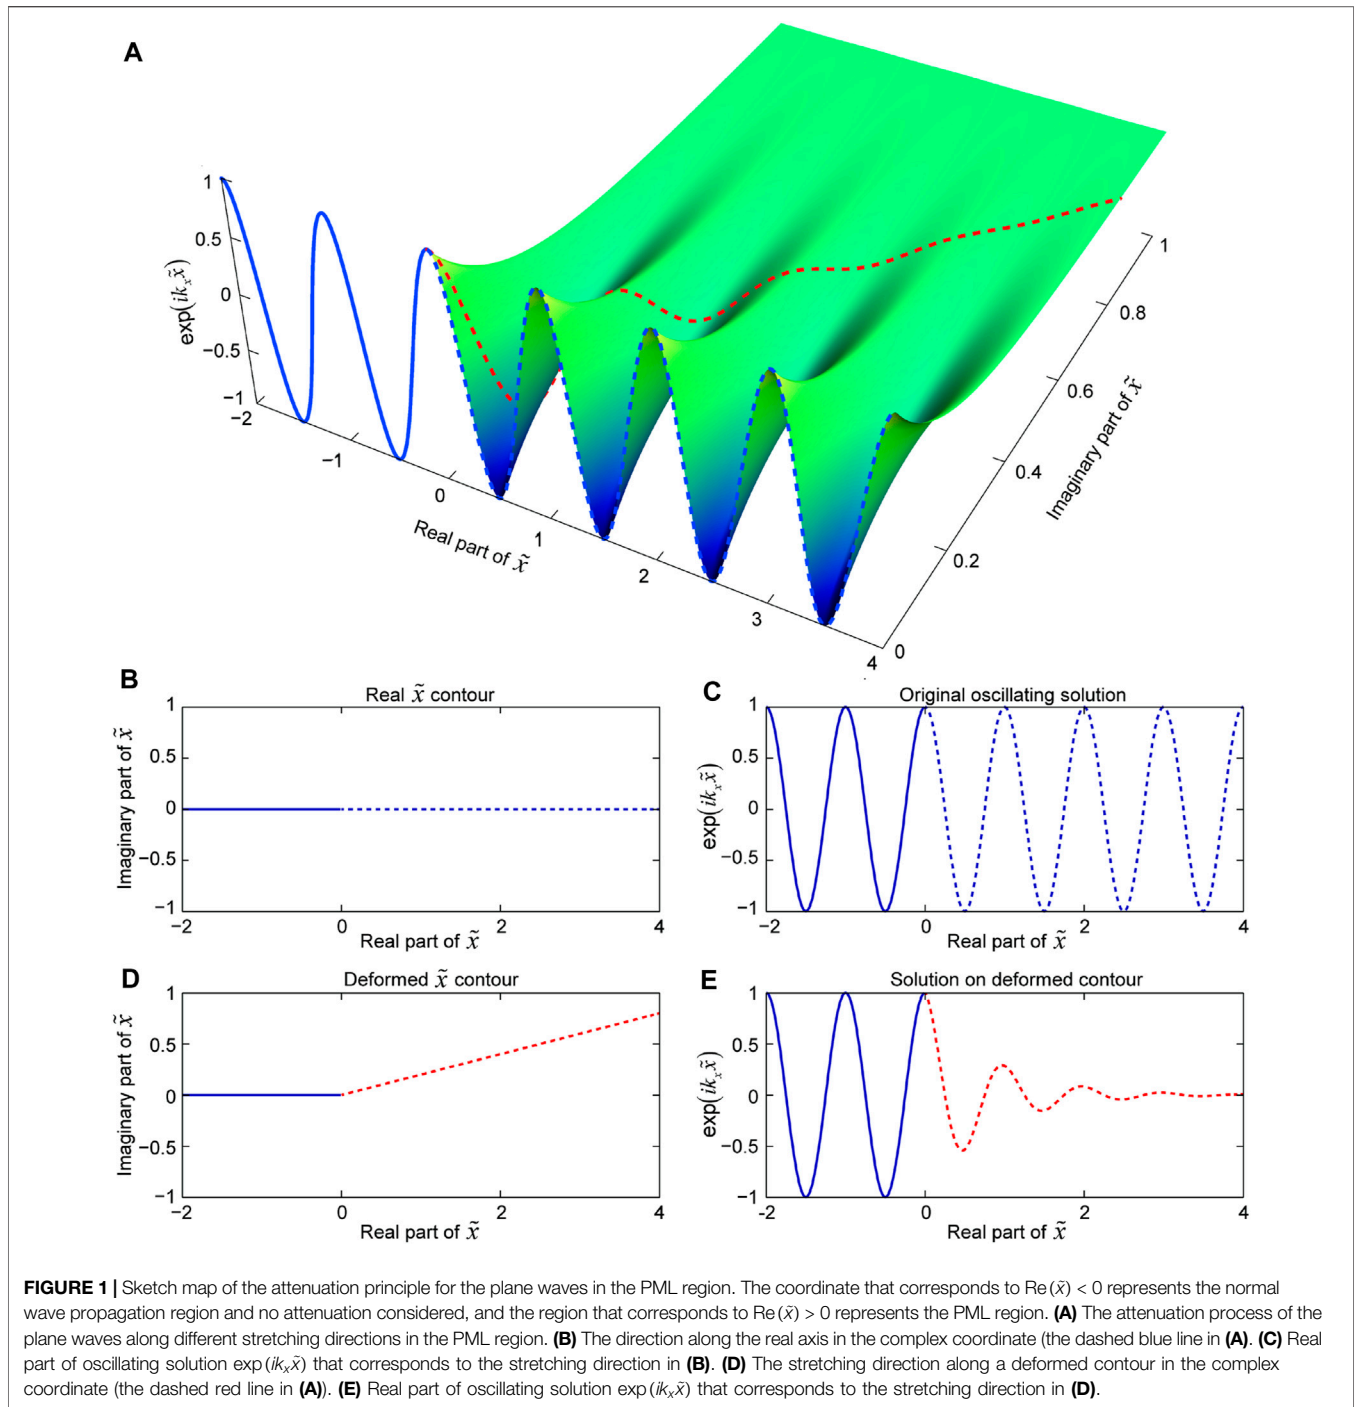 A
1
0.5
0
−0.5
−1
exp(ik_x x̃)
−2
−1
0
1
2
3
4
Real part of x̃
0
0.2
0.4
0.6
0.8
1
Imaginary part of x̃
B
Real x̃ contour
1
0.5
0
−0.5
−1
Imaginary part of x̃
−2 0 2 4
Real part of x̃
C
Original oscillating solution
1
0.5
0
−0.5
−1
exp(ik_x x̃)
−2 0 2 4
Real part of x̃
D
Deformed x̃ contour
1
0.5
0
−0.5
−1
Imaginary part of x̃
−2 0 2 4
Real part of x̃
E
Solution on deformed contour
1
0.5
0
−0.5
−1
exp(ik_x x̃)
-2 0 2 4
Real part of x̃
FIGURE 1 | Sketch map of the attenuation principle for the plane waves in the PML region. The coordinate that corresponds to Re(x̃) < 0 represents the normal
wave propagation region and no attenuation considered, and the region that corresponds to Re(x̃) > 0 represents the PML region. (A) The attenuation process of the
plane waves along different stretching directions in the PML region. (B) The direction along the real axis in the complex coordinate (the dashed blue line in (A). (C) Real
part of oscillating solution exp(ik_x x̃) that corresponds to the stretching direction in (B). (D) The stretching direction along a deformed contour in the complex
coordinate (the dashed red line in (A)). (E) Real part of oscillating solution exp(ik_x x̃) that corresponds to the stretching direction in (D).